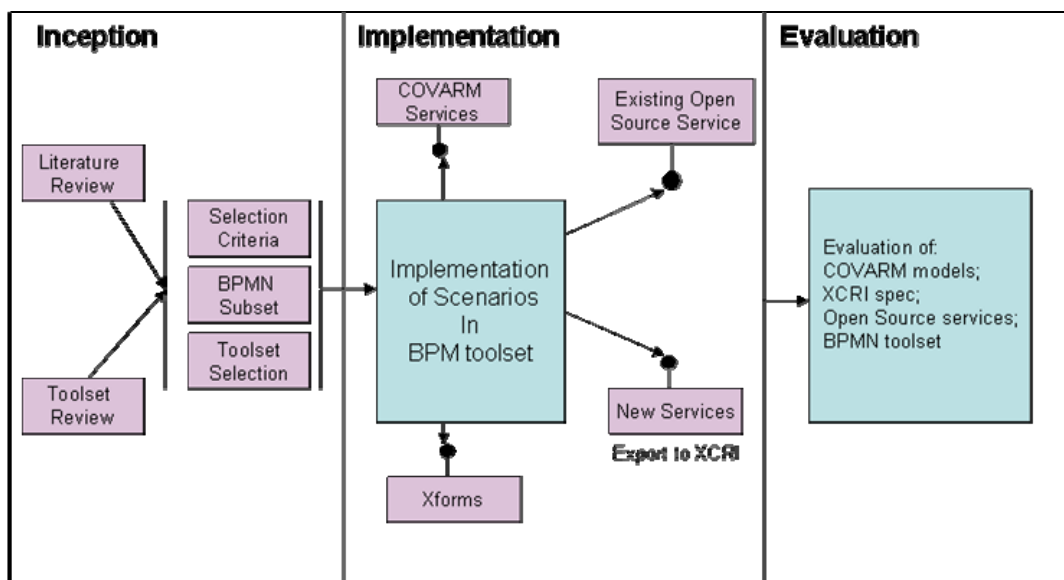 Inception
Implementation
Evaluation
COVARM
Services
Existing Open
Source Service
Literature
Review
Selection
Criteria
BPMN
Subset
Toolset
Selection
Toolset
Review
Implementation
of Scenarios
In
BPM toolset
New Services
Export to XCRI
Xforms
Evaluation of:
COVARM models;
XCRI spec;
Open Source services;
BPMN toolset